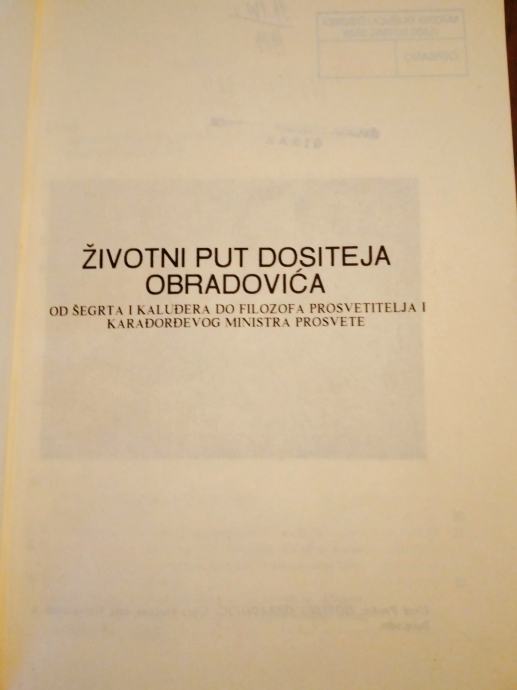 ŽIVOTNI PUT DOSITEJA
OBRADOVIĆA
OD ŠEGRTA I KALUĐERA DO FILOZOFA PROSVETITELJA I
KARAĐORĐEVOG MINISTRA PROSVETE